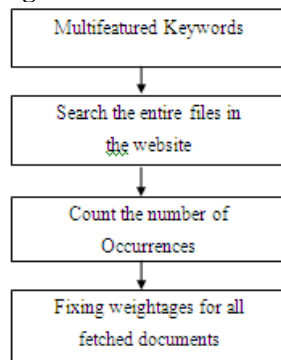 Multifeatured Keywords
Search the entire files in
the website
Count the number of
Occurrences
Fixing weightages for all
fetched documents